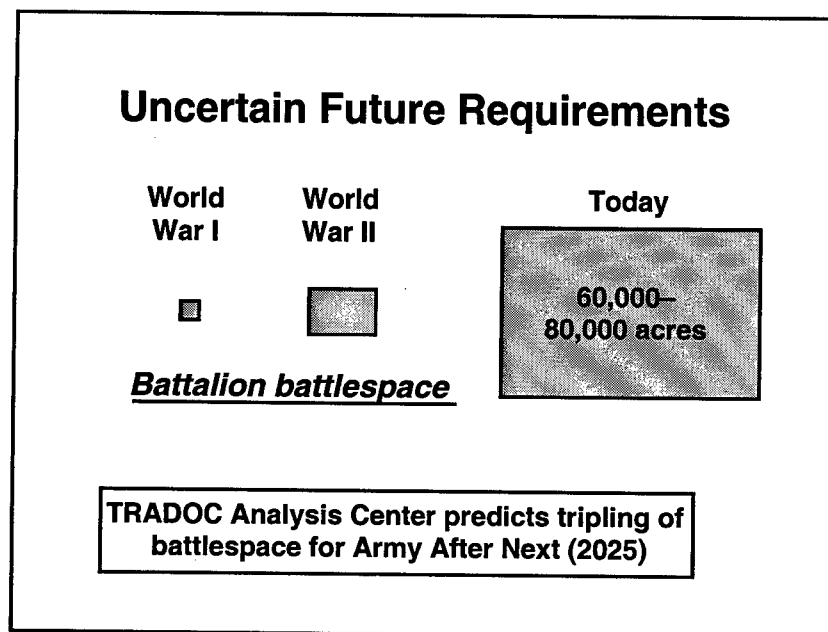 Uncertain Future Requirements
World
War I
World
War II
Today
60,000–
80,000 acres
Battalion battlespace
TRADOC Analysis Center predicts tripling of
battlespace for Army After Next (2025)